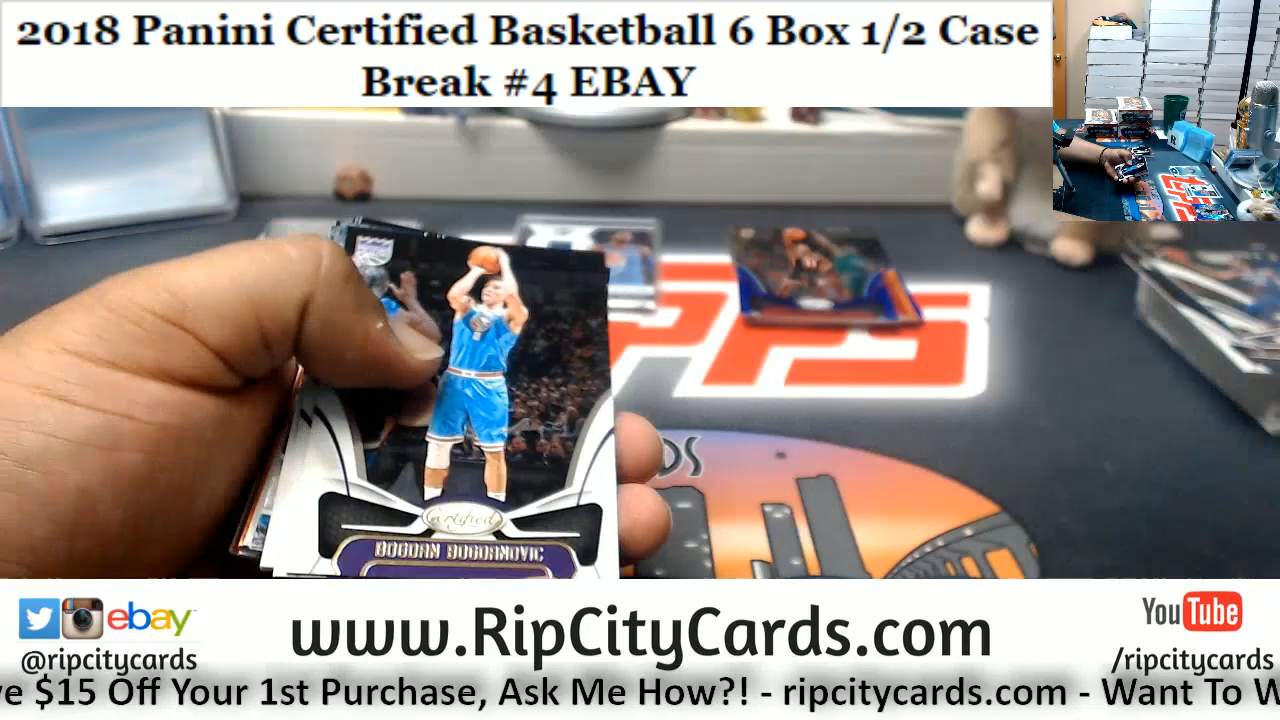 2018 Panini Certified Basketball 6 Box 1/2 Case
Break #4 EBAY
Certified
BOGDAN BOGDANOVIC
ebay
@ripcitycards
www.RipCityCards.com
YouTube
/ripcitycards
$15 Off Your 1st Purchase, Ask Me How?! - ripcitycards.com - Want To